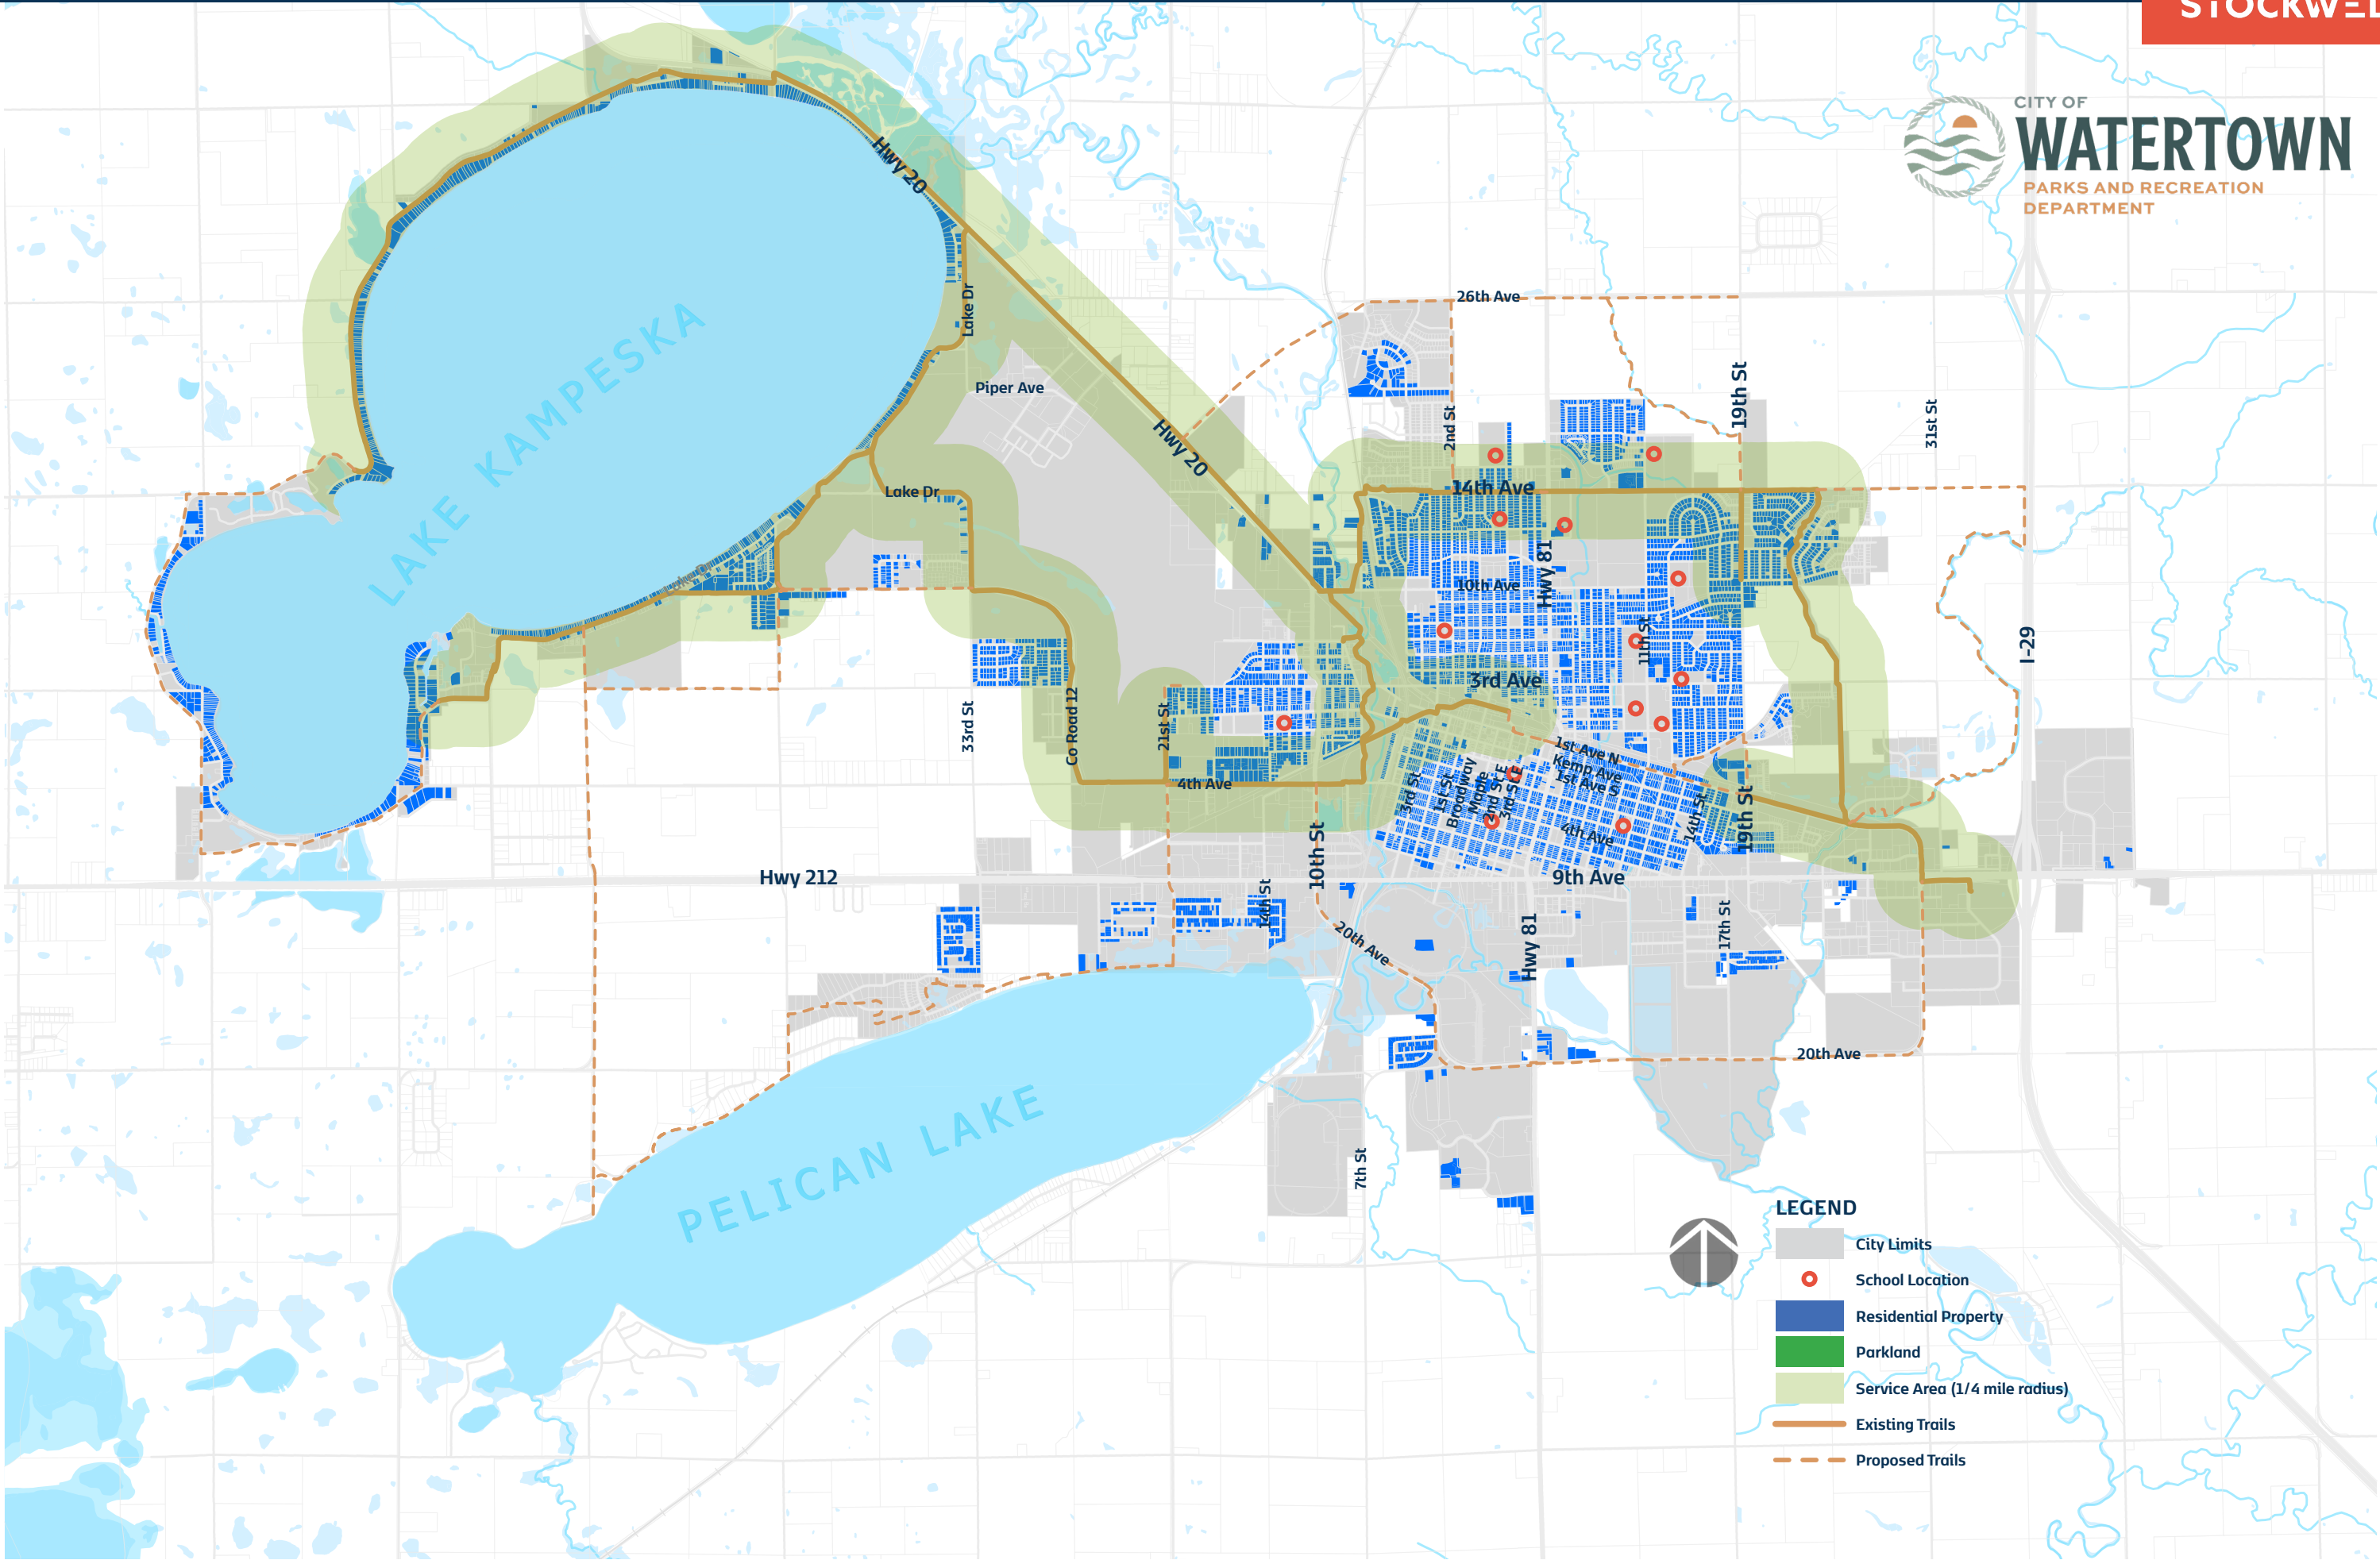 STOCKWEL
CITY OF
WATERTOWN
PARKS AND RECREATION
DEPARTMENT
Hwy 20
26th Ave
Lake Dr
LAKE KAMPESKA
Piper Ave
19th St
2nd St
31st St
Hwy 20
Lake Dr
14th Ave
Hwy 81
10th Ave
11th St
I-29
3rd Ave
33rd St
Co Road 12
21st St
4th Ave
1st Ave N
Kemp Ave
1st Ave S
3rd St
1st St
Broadway
Maple
2nd St E
3rd St E
4th Ave
14th St
19th St
10th St
Hwy 212
9th Ave
14th St
17th St
20th Ave
Hwy 81
20th Ave
PELICAN LAKE
7th St
LEGEND
City Limits
School Location
Residential Property
Parkland
Service Area (1/4 mile radius)
Existing Trails
Proposed Trails